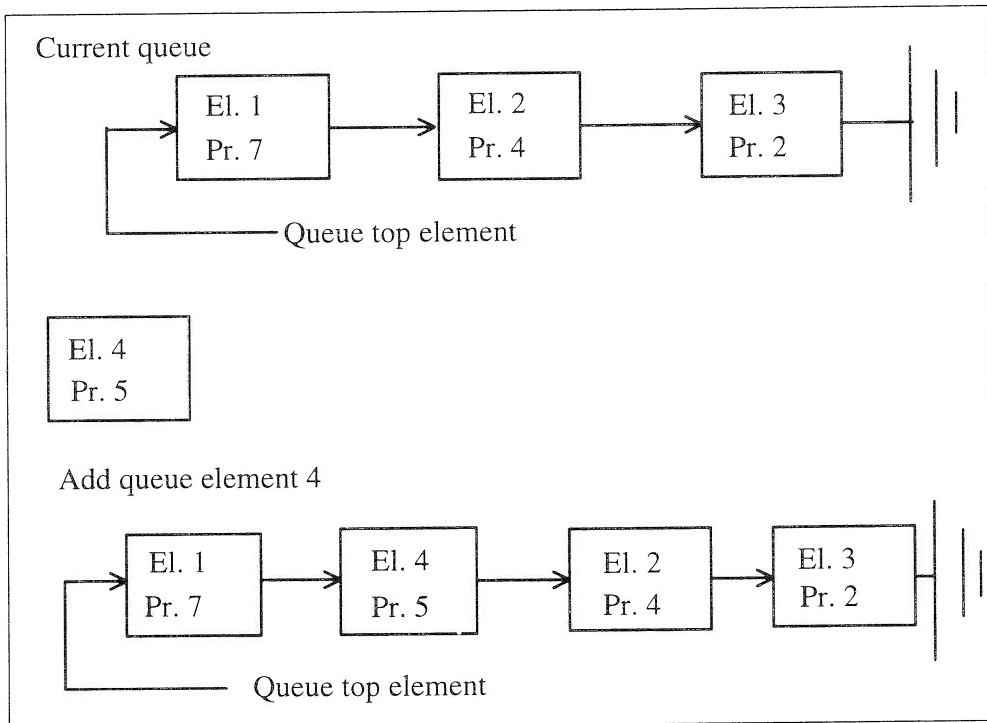 Current queue
El. 1
Pr. 7
El. 2
Pr. 4
El. 3
Pr. 2
Queue top element
El. 4
Pr. 5
Add queue element 4
El. 1
Pr. 7
El. 4
Pr. 5
El. 2
Pr. 4
El. 3
Pr. 2
Queue top element